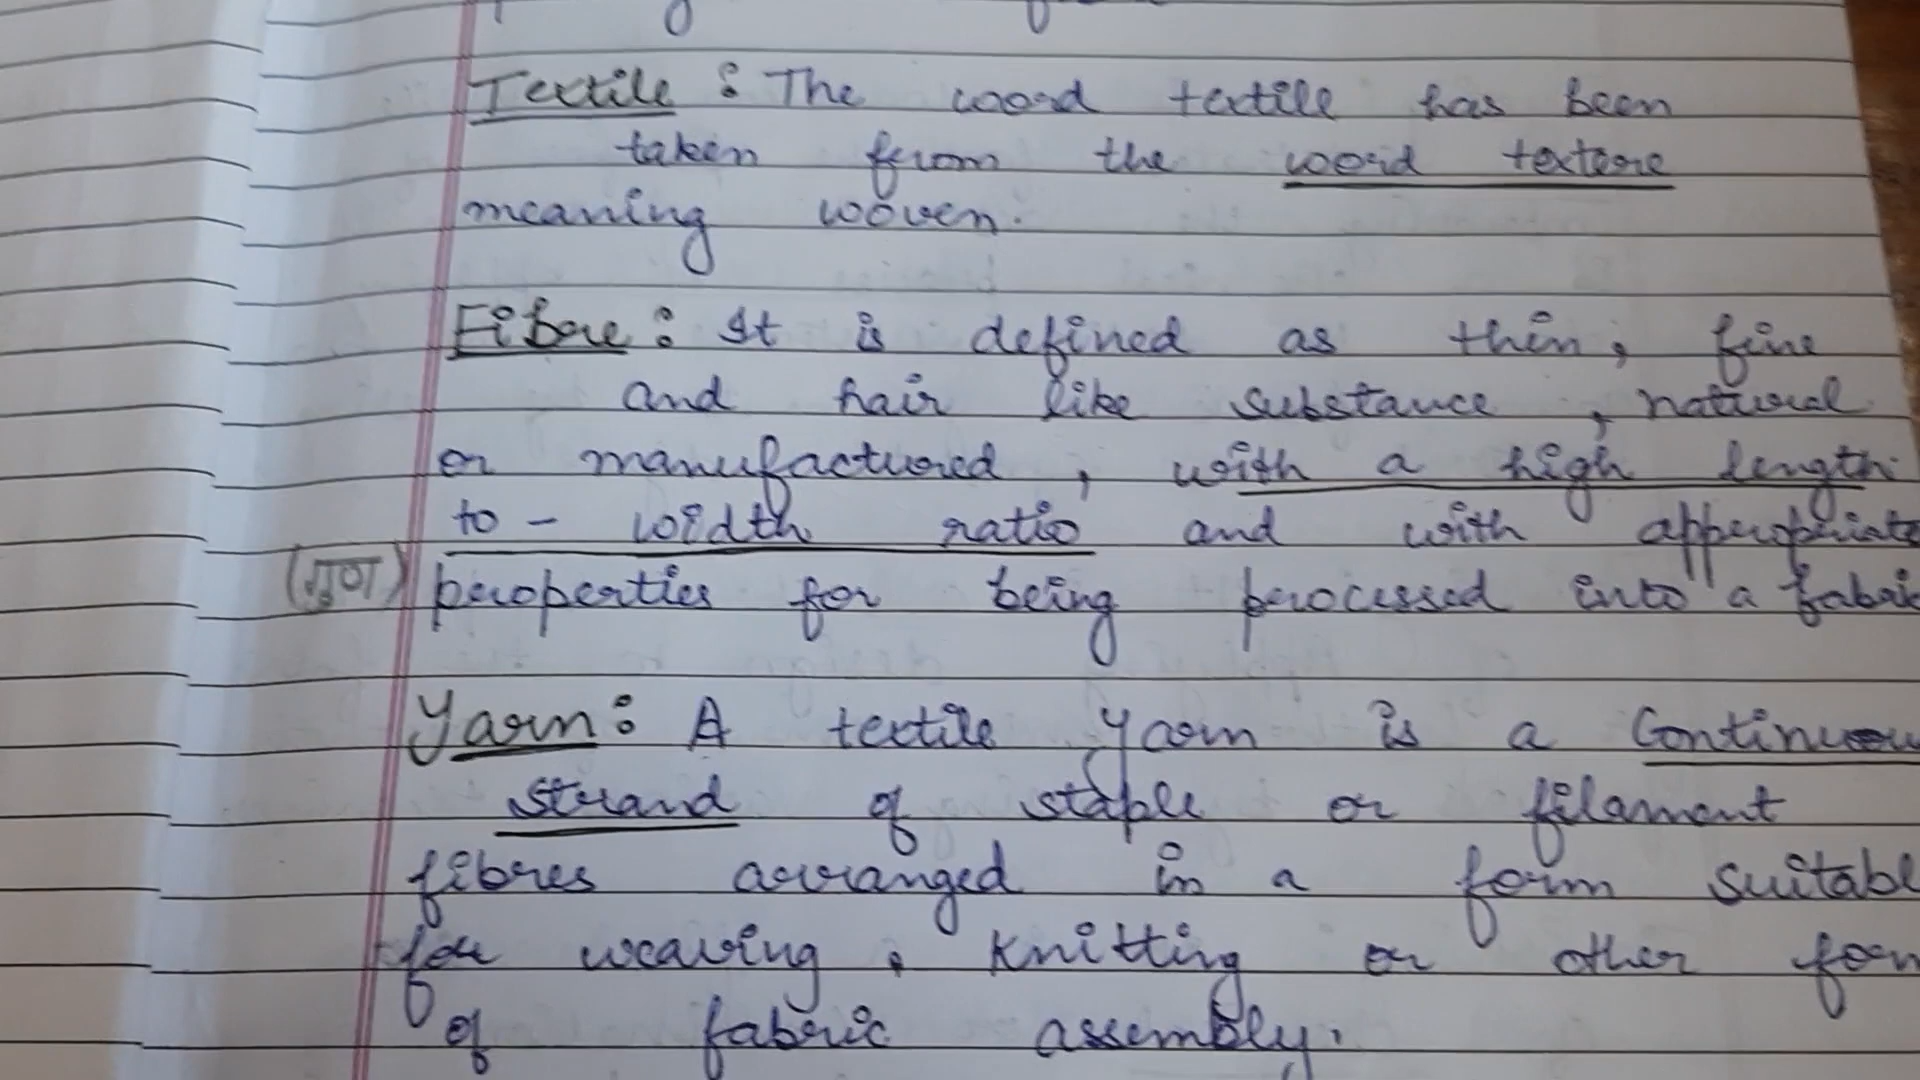 Textile : The word textile has been
taken from the word textore
meaning woven.
Fibre : It is defined as thin, fine
and hair like substance, natural
or manufactured, with a high length
to - width ratio and with appropriate
(गुण) properties for being processed into a fabric
Yarn : A textile yarn is a Continuou
strand of staple or filament
fibres arranged in a form suitabl
for weaving, Knitting or other form
of fabric assembly.